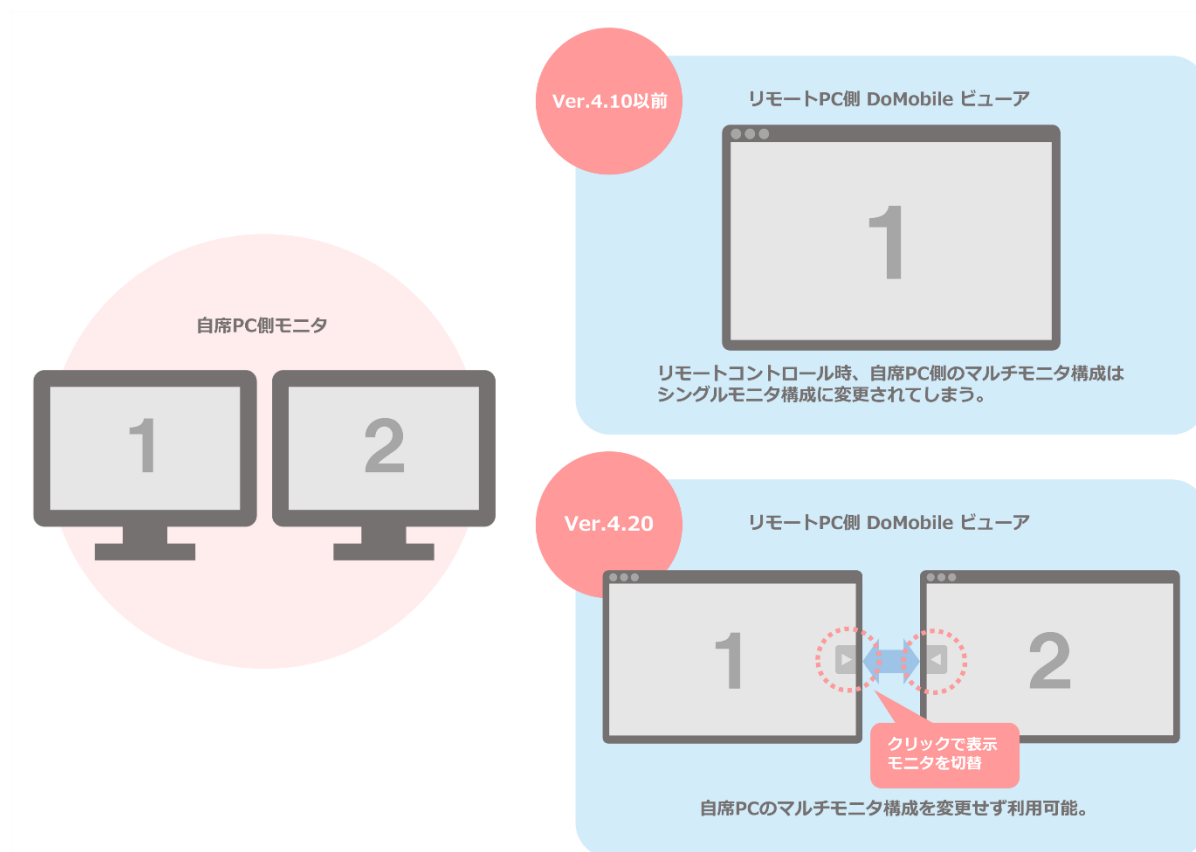 自席PC側モニタ
1
2
Ver.4.10以前
リモートPC側 DoMobile ビューア
1
リモートコントロール時、自席PC側のマルチモニタ構成は
シングルモニタ構成に変更されてしまう。
Ver.4.20
リモートPC側 DoMobile ビューア
1
2
クリックで表示
モニタを切替
自席PCのマルチモニタ構成を変更せず利用可能。